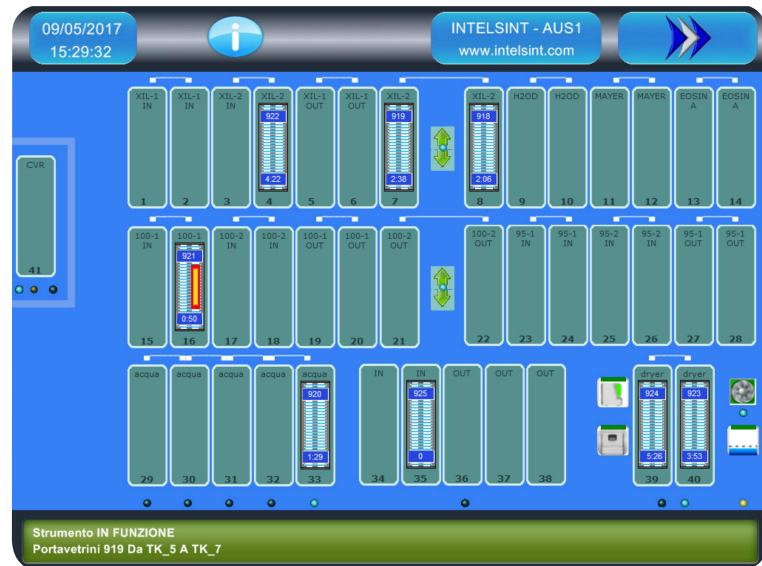 09/05/2017
15:29:32
i
INTELSINT - AUS1
www.intelsint.com
XIL-1 IN
XIL-1 IN
XIL-2 IN
XIL-2
XIL-1 OUT
XIL-1 OUT
XIL-2
XIL-2
H2OD
H2OD
MAYER
MAYER
EOSIN A
EOSIN A
922
919
918
4:22
2:38
2:06
1
2
3
4
5
6
7
8
9
10
11
12
13
14
CVR
41
100-1 IN
100-1
100-2 IN
100-2 IN
100-1 OUT
100-1 OUT
100-2 OUT
100-2 OUT
95-1 IN
95-1 IN
95-2 IN
95-2 IN
95-1 OUT
95-1 OUT
921
0:50
15
16
17
18
19
20
21
22
23
24
25
26
27
28
acqua
acqua
acqua
acqua
acqua
IN
IN
OUT
OUT
OUT
dryer
dryer
920
925
924
923
1:29
0
5:26
3:53
29
30
31
32
33
34
35
36
37
38
39
40
Strumento IN FUNZIONE
Portavetrini 919 Da TK_5 A TK_7